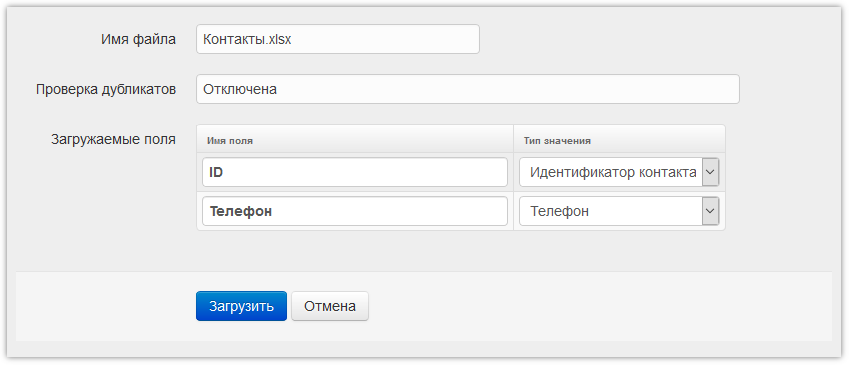 Имя файла Контакты.xlsx
Проверка дубликатов Отключена
Загружаемые поля Имя поля Тип значения
ID Идентификатор контакта
Телефон Телефон
Загрузить Отмена